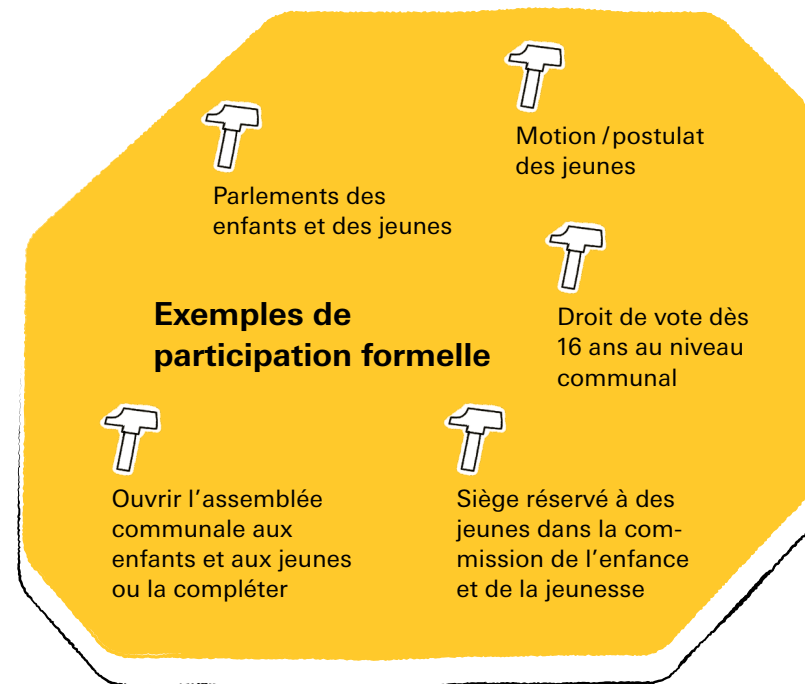 Motion / postulat
des jeunes
Parlements des
enfants et des jeunes
Exemples de
participation formelle
Droit de vote dès
16 ans au niveau
communal
Ouvrir l’assemblée
communale aux
enfants et aux jeunes
ou la compléter
Siège réservé à des
jeunes dans la com-
mission de l’enfance
et de la jeunesse